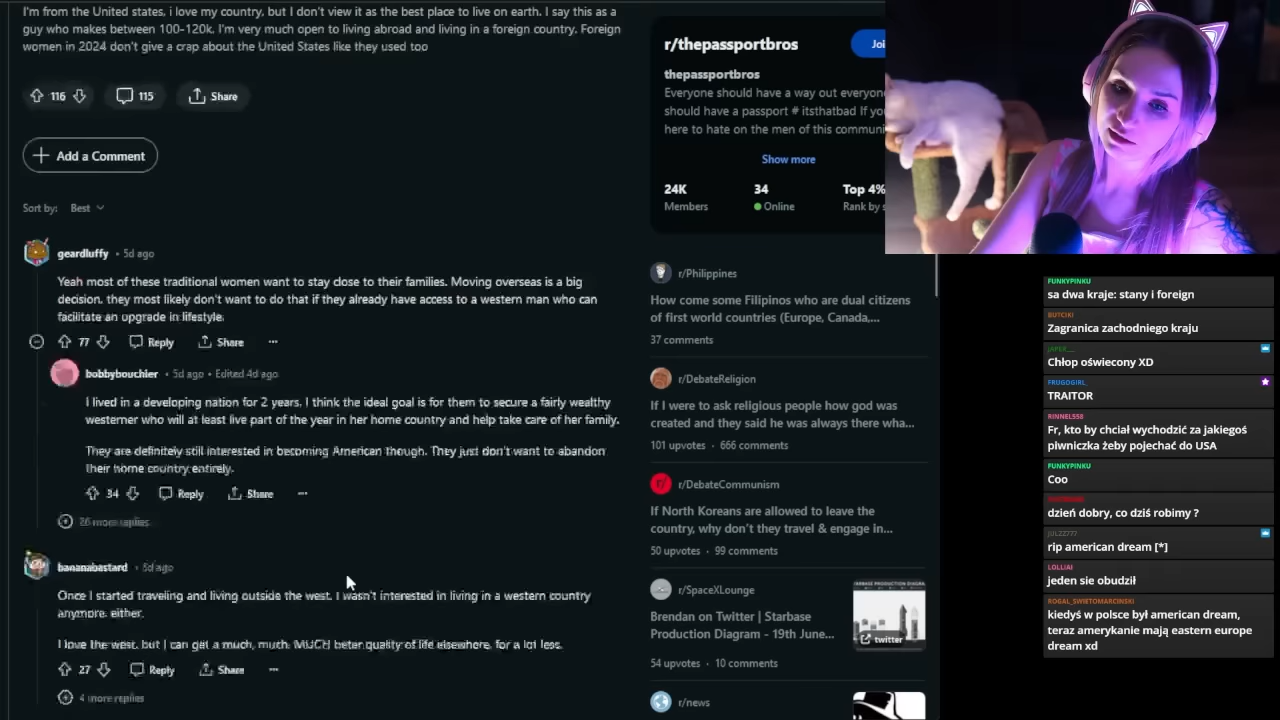 I'm from the United states, i love my country, but I don't view it as the best place to live on earth. I say this as a
guy who makes between 100-120k. I'm very much open to living abroad and living in a foreign country. Foreign
women in 2024 don't give a crap about the United States like they used too
116
115
Share
Add a Comment
Sort by: Best
geardluffy • 5d ago
Yeah most of these traditional women want to stay close to their families. Moving overseas is a big
decision, they most likely don't want to do that if they already have access to a western man who can
facilitate an upgrade in lifestyle.
77 Reply Share ···
bobbybouchier • 5d ago • Edited 4d ago
I lived in a developing nation for 2 years. I think the ideal goal is for them to secure a fairly wealthy
westerner who will at least live part of the year in her home country and help take care of her family.
They are definitely still interested in becoming American though. They just don't want to abandon
their home country entirely.
34 Reply Share ···
26 more replies
bananabastard • 5d ago
Once I started traveling and living outside the west, I wasn't interested in living in a western country
anymore either.
I love the west, but I can get a much, much MUCH better quality of life elsewhere, for a lot less.
27 Reply Share ···
4 more replies
r/thepassportbros
Joi
thepassportbros
Everyone should have a way out everyone
should have a passport # itsthatbad If you
here to hate on the men of this communi
Show more
24K 34 Top 4%
Members Online Rank by s
r/Philippines
How come some Filipinos who are dual citizens
of first world countries (Europe, Canada,...
37 comments
r/DebateReligion
If I were to ask religious people how god was
created and they said he was always there wha...
101 upvotes · 666 comments
r/DebateCommunism
If North Koreans are allowed to leave the
country, why don't they travel & engage in...
50 upvotes · 99 comments
r/SpaceXLounge
Brendan on Twitter | Starbase
Production Diagram - 19th June...
twitter
54 upvotes · 10 comments
r/news
FUNKYPINKU
sa dwa kraje: stany i foreign
BUTCIKI
Zagranica zachodniego kraju
Chłop oświecony XD
FRUGOGIRL_
TRAITOR
RINNEL558
Fr, kto by chciał wychodzić za jakiegoś
piwniczka żeby pojechać do USA
FUNKYPINKU
Coo
dzień dobry, co dziś robimy ?
JULZZ777
rip american dream [*]
LOLLIAI
jeden sie obudził
ROGAL_SWIETOMARCINSKI
kiedyś w polsce był american dream,
teraz amerykanie mają eastern europe
dream xd